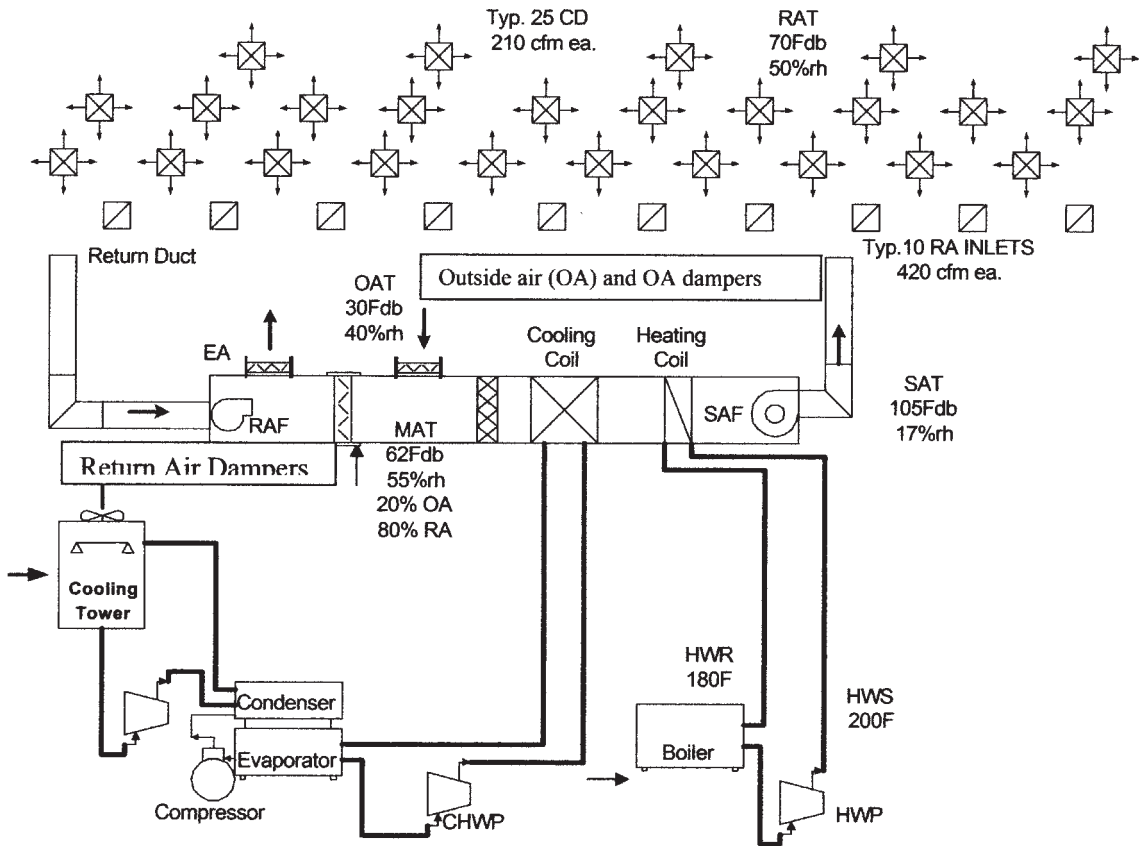 Typ. 25 CD
210 cfm ea.
RAT
70Fdb
50%rh
Return Duct
Typ.10 RA INLETS
420 cfm ea.
OAT
30Fdb
40%rh
Outside air (OA) and OA dampers
EA
Cooling
Coil
Heating
Coil
SAT
105Fdb
17%rh
RAF
SAF
MAT
62Fdb
55%rh
20% OA
80% RA
Return Air Dampers
Cooling
Tower
HWR
180F
HWS
200F
Condenser
Evaporator
Boiler
Compressor
CHWP
HWP